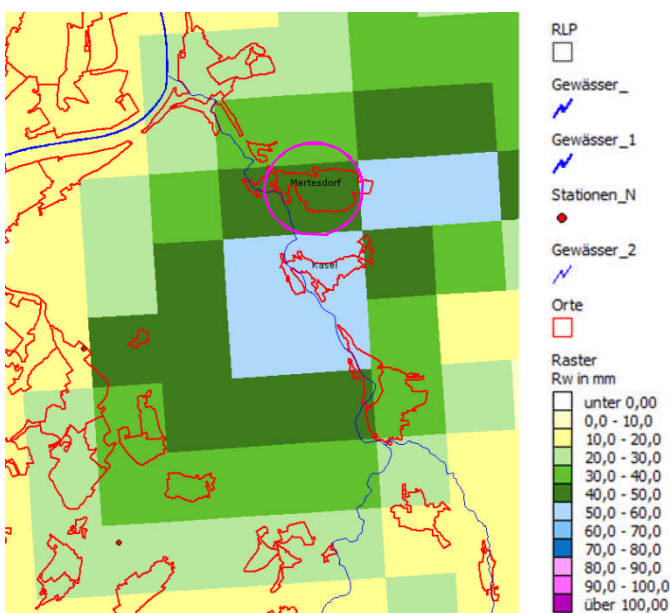 Mertesdorf
Kasel
RLP
Gewässer_
Gewässer_1
Stationen_N
Gewässer_2
Orte
Raster
Rw in mm
unter 0,00
0,0 - 10,0
10,0 - 20,0
20,0 - 30,0
30,0 - 40,0
40,0 - 50,0
50,0 - 60,0
60,0 - 70,0
70,0 - 80,0
80,0 - 90,0
90,0 - 100,0
über 100,00